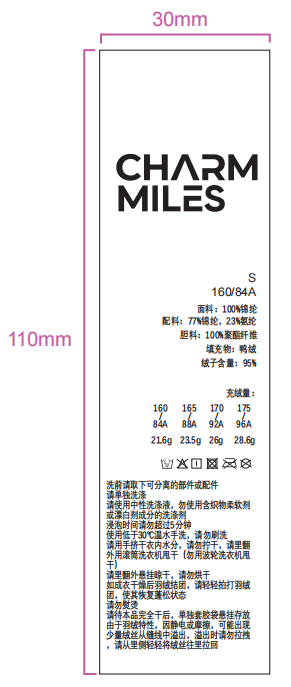 30mm
110mm
CHARM
MILES
S
160/84A
面料：100%锦纶
配料：77%锦纶，23%氨纶
胆料：100%聚酯纤维
填充物：鸭绒
绒子含量：95%
充绒量：
160 165 170 175
/ / / /
84A 88A 92A 96A
21.6g 23.5g 26g 28.6g
洗前请取下可分离的部件或配件
请单独洗涤
请使用中性洗涤液，勿使用含织物柔软剂
或漂白剂成分的洗涤剂
浸泡时间请勿超过5分钟
使用低于30℃温水手洗，请勿刷洗
请用手挤干衣内水分，请勿拧干，请里翻
外用滚筒洗衣机甩干（勿用波轮洗衣机甩
干）
请里翻外悬挂晾干，请勿烘干
如成衣干燥后羽绒结团，请轻轻拍打羽绒
团，使其恢复蓬松状态
请勿熨烫
请待本品完全干后，单独套胶袋悬挂存放
由于羽绒特性，因静电或摩擦，可能出现
少量绒丝从缝线中溢出，溢出时请勿拉拽
，请从里侧轻轻将绒丝往里拉回